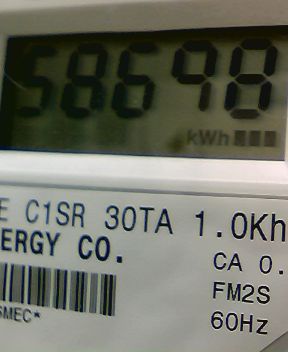 58698
kWh
E C1SR 30TA 1.0Kh
ERGY CO.
CA 0.
FM2S
SMEC*
60Hz